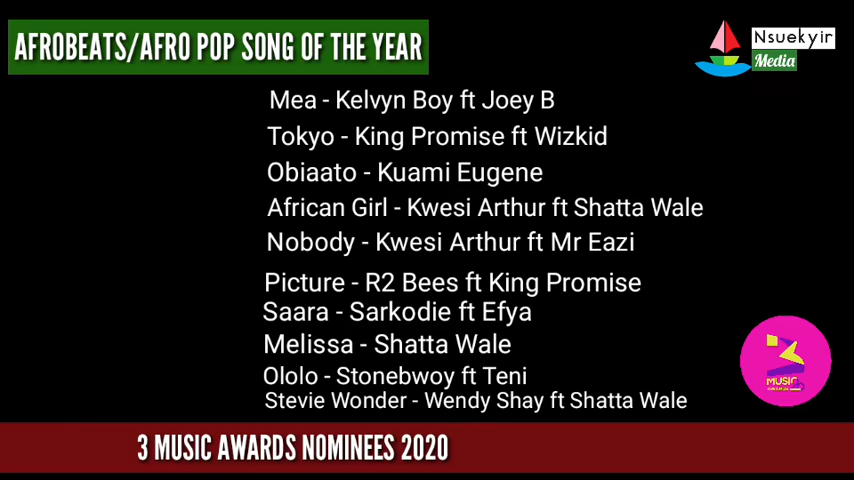 AFROBEATS/AFRO POP SONG OF THE YEAR
Nsuekyir
Media
Mea - Kelvyn Boy ft Joey B
Tokyo - King Promise ft Wizkid
Obiaato - Kuami Eugene
African Girl - Kwesi Arthur ft Shatta Wale
Nobody - Kwesi Arthur ft Mr Eazi
Picture - R2 Bees ft King Promise
Saara - Sarkodie ft Efya
Melissa - Shatta Wale
Ololo - Stonebwoy ft Teni
Stevie Wonder - Wendy Shay ft Shatta Wale
MUSIC
3 MUSIC AWARDS NOMINEES 2020